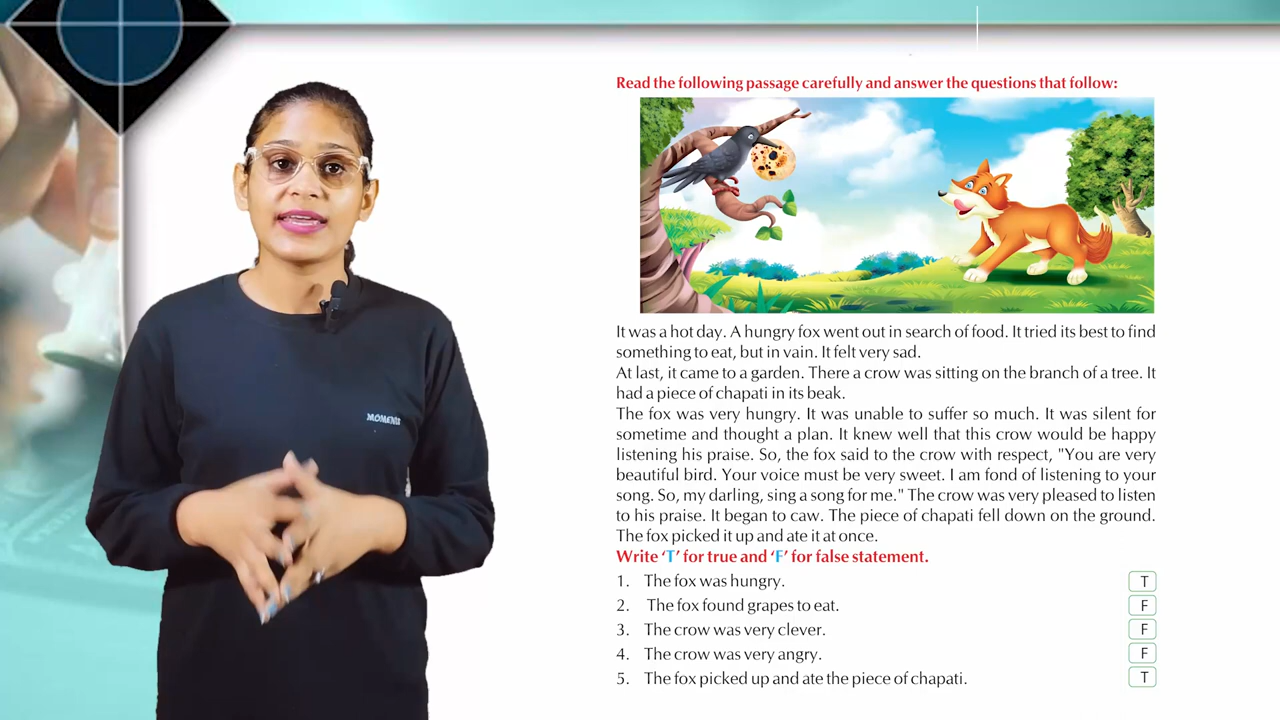 Read the following passage carefully and answer the questions that follow:
It was a hot day. A hungry fox went out in search of food. It tried its best to find
something to eat, but in vain. It felt very sad.
At last, it came to a garden. There a crow was sitting on the branch of a tree. It
had a piece of chapati in its beak.
The fox was very hungry. It was unable to suffer so much. It was silent for
sometime and thought a plan. It knew well that this crow would be happy
listening his praise. So, the fox said to the crow with respect, "You are very
beautiful bird. Your voice must be very sweet. I am fond of listening to your
song. So, my darling, sing a song for me." The crow was very pleased to listen
to his praise. It began to caw. The piece of chapati fell down on the ground.
The fox picked it up and ate it at once.
Write ‘T’ for true and ‘F’ for false statement.
1. The fox was hungry. T
2. The fox found grapes to eat. F
3. The crow was very clever. F
4. The crow was very angry. F
5. The fox picked up and ate the piece of chapati. T
MOMENTS